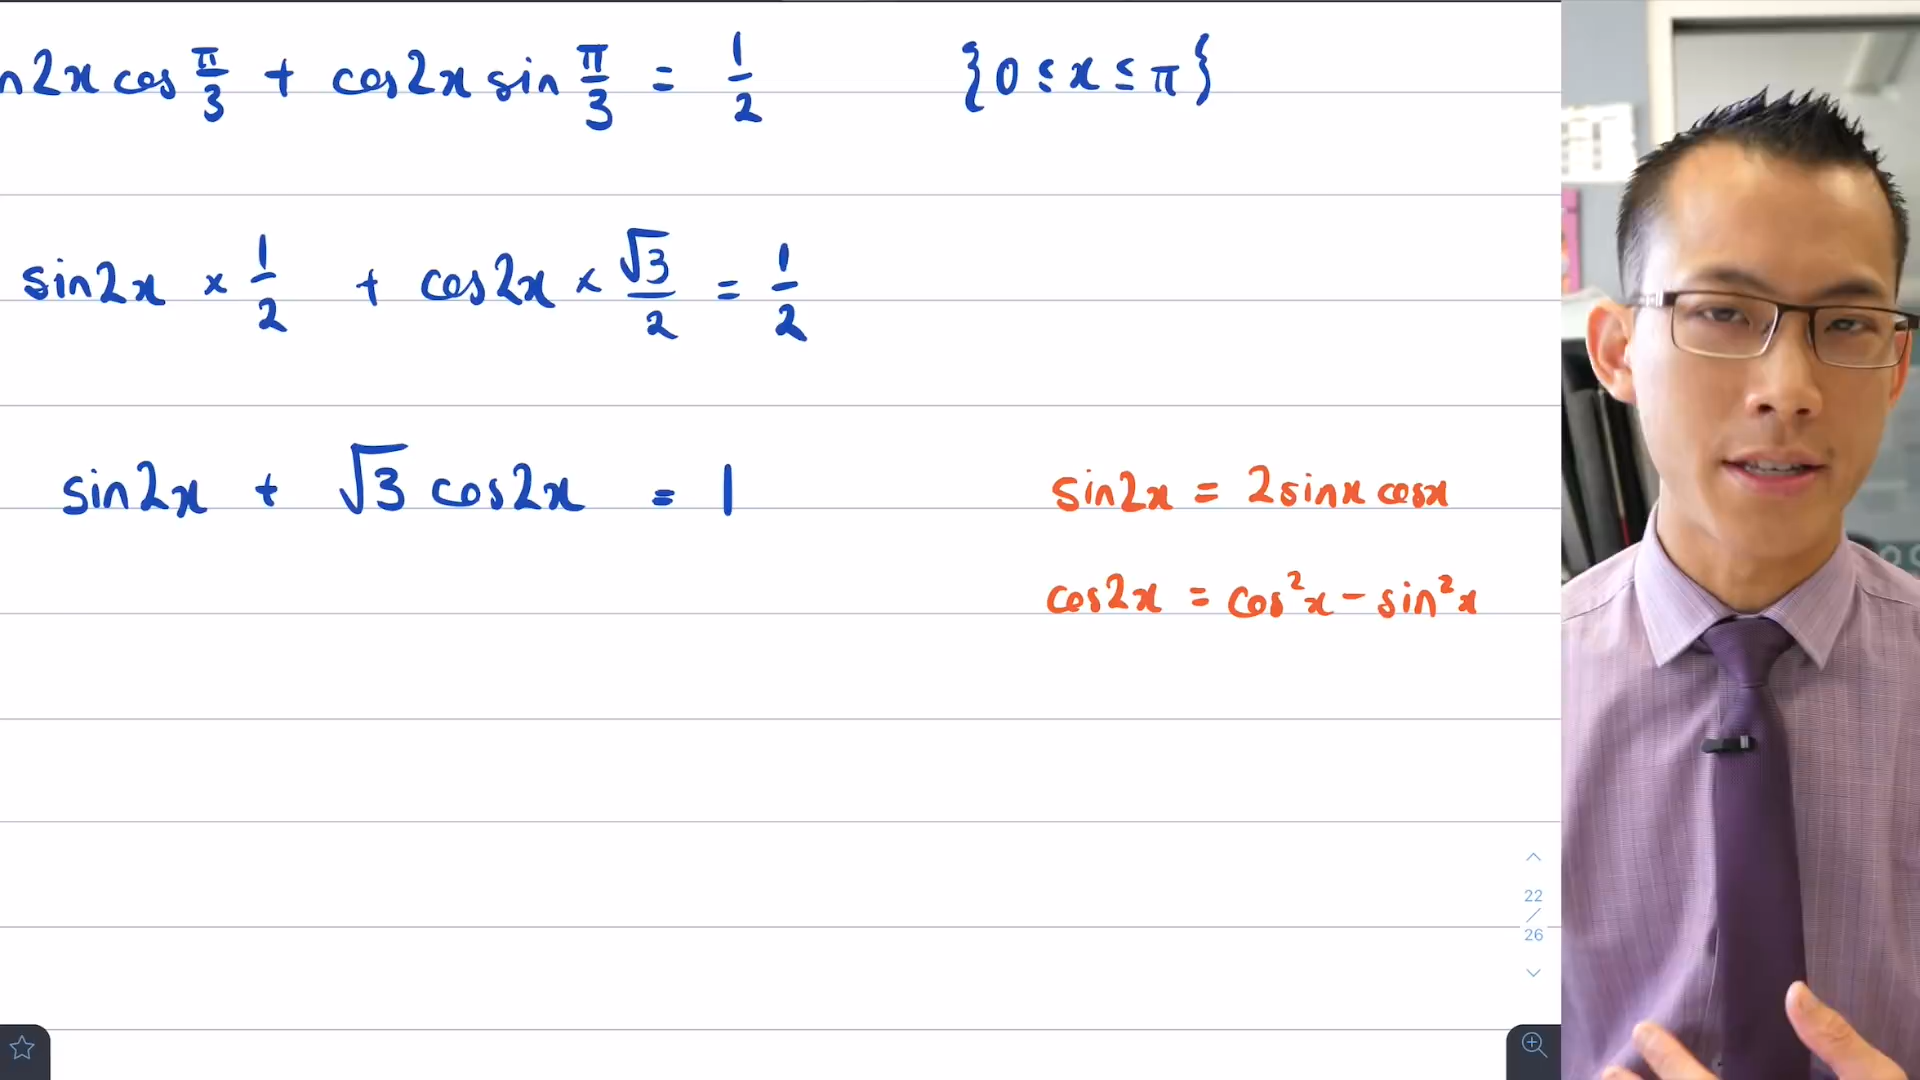 n2x cos π/3 + cos2x sin π/3 = 1/2 {0 ≤ x ≤ π}
sin2x × 1/2 + cos2x × √3/2 = 1/2
sin2x + √3 cos2x = 1
sin2x = 2sinx cosx
cos2x = cos²x - sin²x
22
/
26